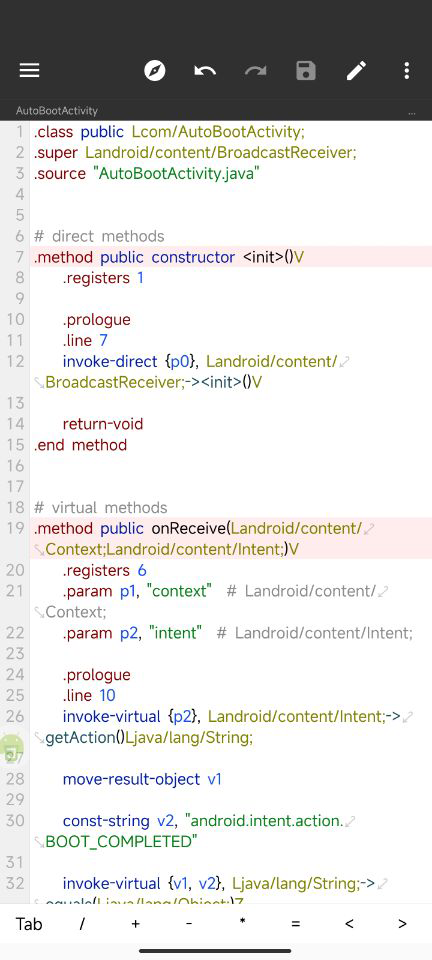 AutoBootActivity
...
1 .class public Lcom/AutoBootActivity;
2 .super Landroid/content/BroadcastReceiver;
3 .source "AutoBootActivity.java"
4
5
6 # direct methods
7 .method public constructor <init>()V
8 .registers 1
9
10 .prologue
11 .line 7
12 invoke-direct {p0}, Landroid/content/
BroadcastReceiver;-><init>()V
13
14 return-void
15 .end method
16
17
18 # virtual methods
19 .method public onReceive(Landroid/content/
Context;Landroid/content/Intent;)V
20 .registers 6
21 .param p1, "context" # Landroid/content/
Context;
22 .param p2, "intent" # Landroid/content/Intent;
23
24 .prologue
25 .line 10
26 invoke-virtual {p2}, Landroid/content/Intent;->
getAction()Ljava/lang/String;
27
28 move-result-object v1
29
30 const-string v2, "android.intent.action.
BOOT_COMPLETED"
31
32 invoke-virtual {v1, v2}, Ljava/lang/String;->
equals(Ljava/lang/Object;)Z
Tab / + - * = < >